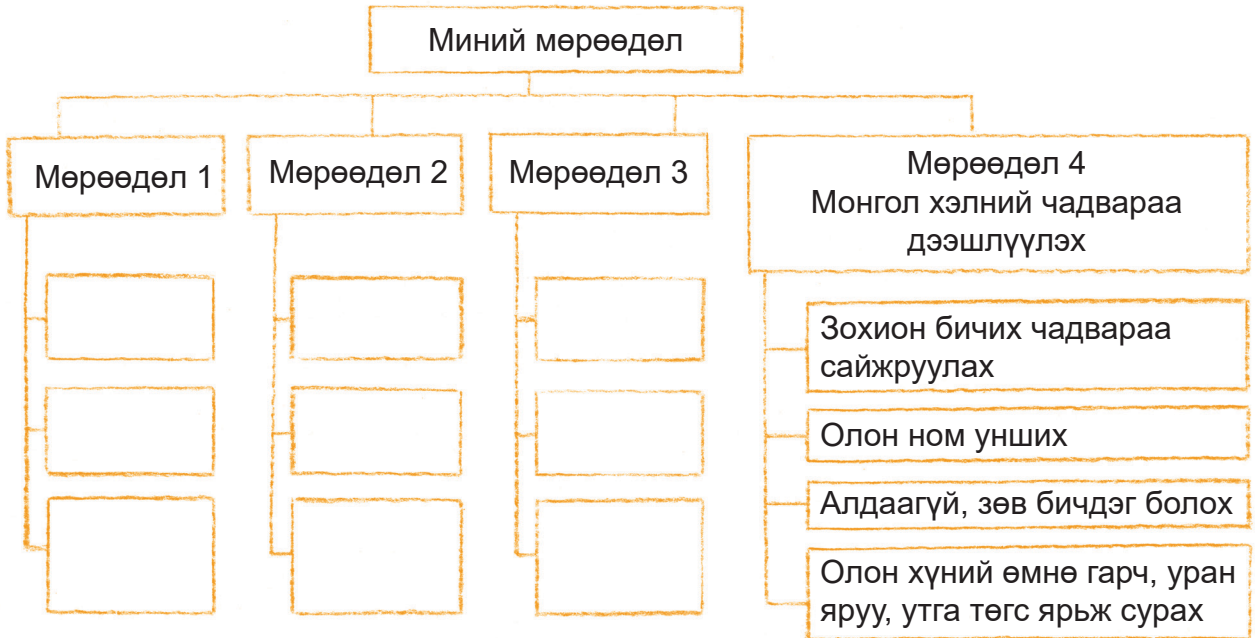 Миний мөрөөдөл
Мөрөөдөл 1
Мөрөөдөл 2
Мөрөөдөл 3
Мөрөөдөл 4
Монгол хэлний чадвараа
дээшлүүлэх
Зохион бичих чадвараа
сайжруулах
Олон ном унших
Алдаагүй, зөв бичдэг болох
Олон хүний өмнө гарч, уран
яруу, утга төгс ярьж сурах